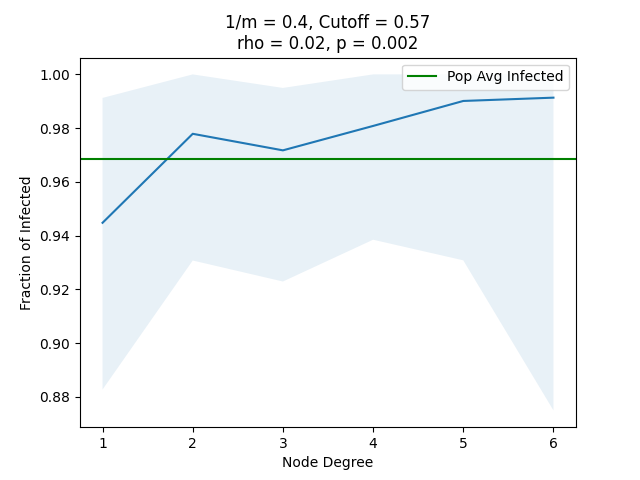 1/m = 0.4, Cutoff = 0.57
rho = 0.02, p = 0.002
Pop Avg Infected
1.00
0.98
0.96
0.94
0.92
0.90
0.88
Fraction of Infected
1 2 3 4 5 6
Node Degree